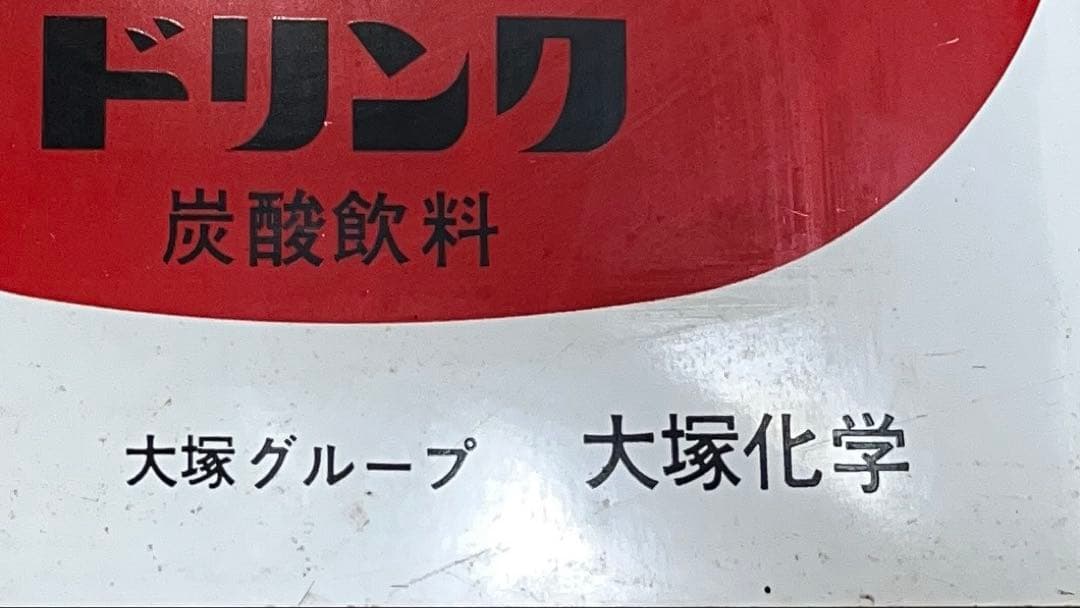 ドリンク
炭酸飲料
大塚グループ 大塚化学